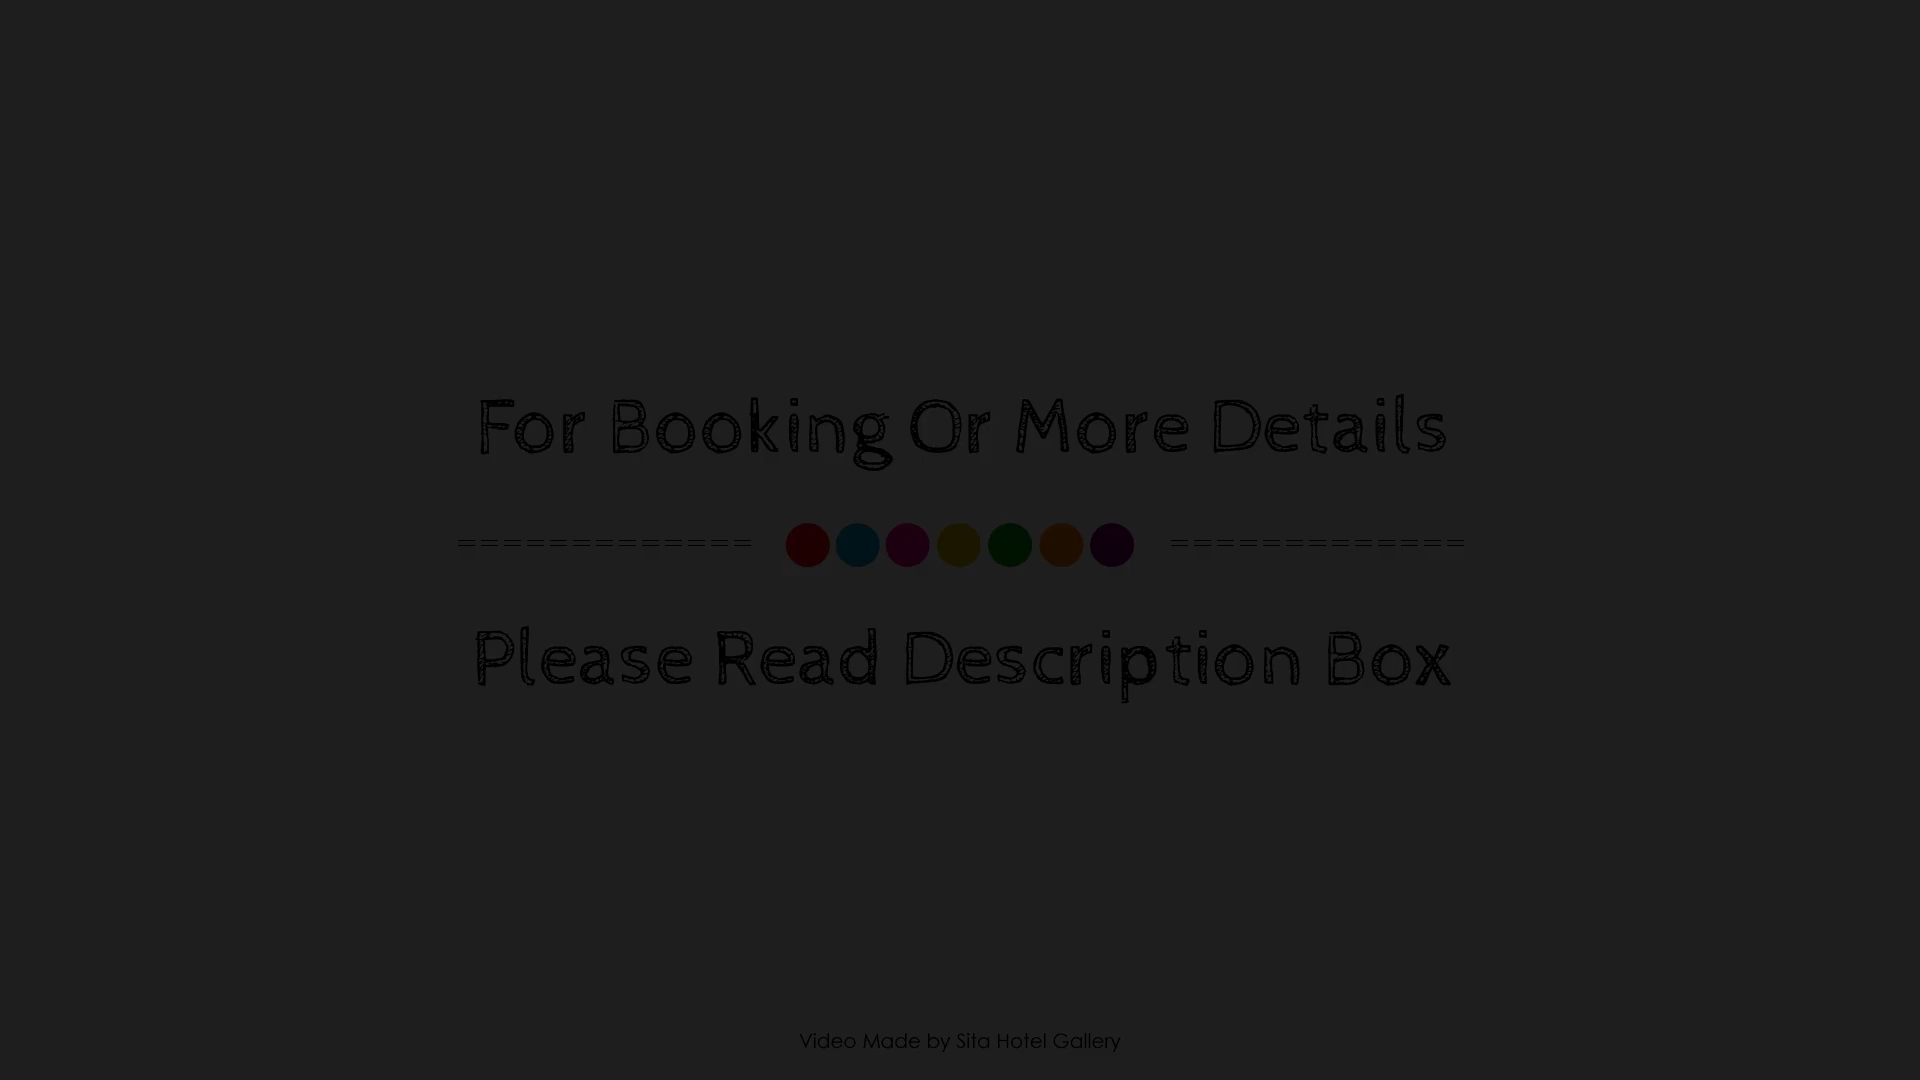 For Booking Or More Details
============= =============
Please Read Description Box
Video Made by Sita Hotel Gallery